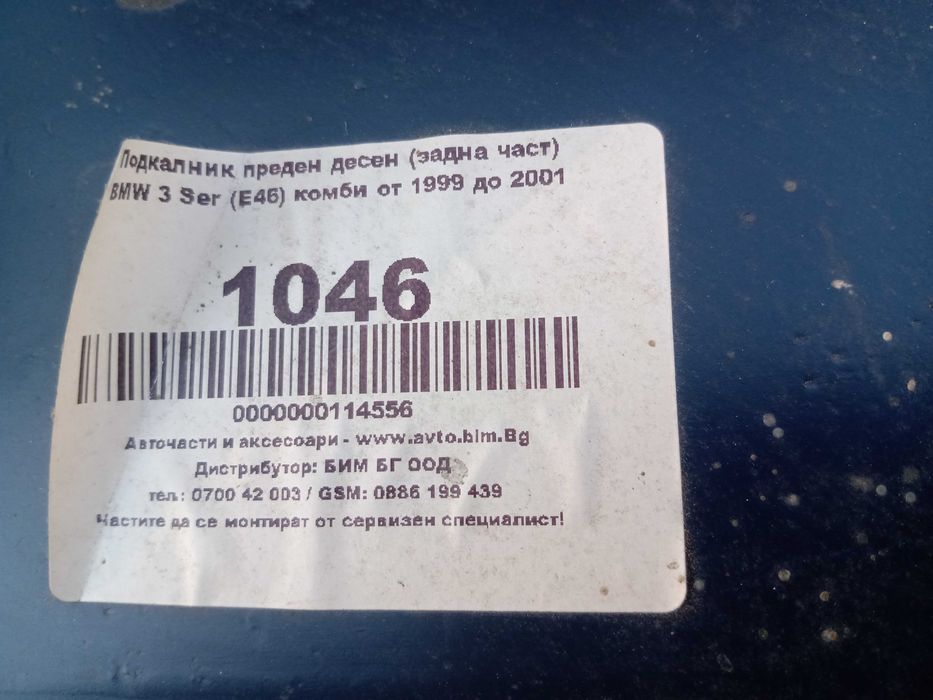 Подкалник преден десен (задна част)
BMW 3 Ser (E46) комби от 1999 до 2001
1046
0000000114556
Авточасти и аксесоари - www.avto.bim.Bg
Дистрибутор: БИМ БГ ООД
тел.: 0700 42 003 / GSM: 0886 199 439
Частите да се монтират от сервизен специалист!